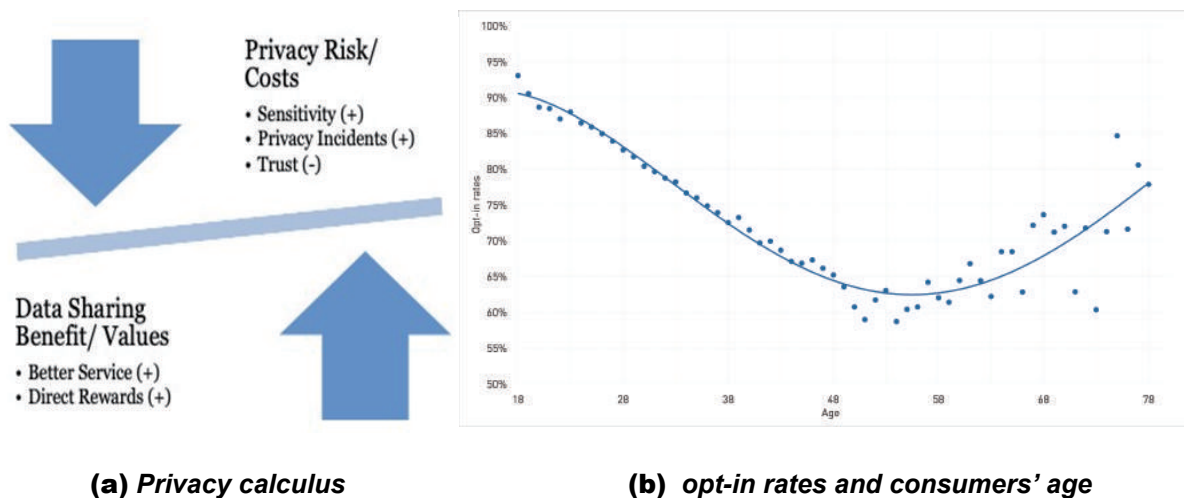 Privacy Risk/
Costs
• Sensitivity (+)
• Privacy Incidents (+)
• Trust (-)
Data Sharing
Benefit/ Values
• Better Service (+)
• Direct Rewards (+)
100%
95%
90%
85%
80%
75%
70%
65%
60%
55%
50%
Opt-in rates
18
28
38
48
58
68
78
Age
(a) Privacy calculus
(b) opt-in rates and consumers’ age